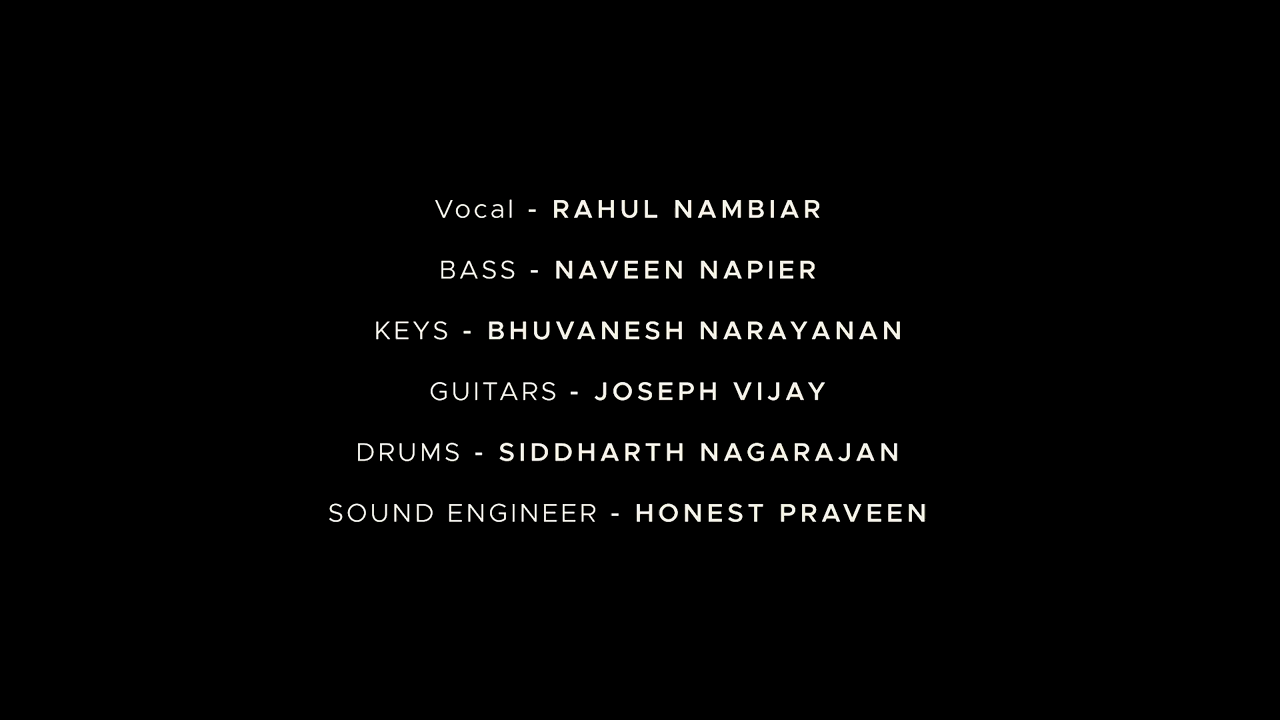 Vocal - RAHUL NAMBIAR
BASS - NAVEEN NAPIER
KEYS - BHUVANESH NARAYANAN
GUITARS - JOSEPH VIJAY
DRUMS - SIDDHARTH NAGARAJAN
SOUND ENGINEER - HONEST PRAVEEN